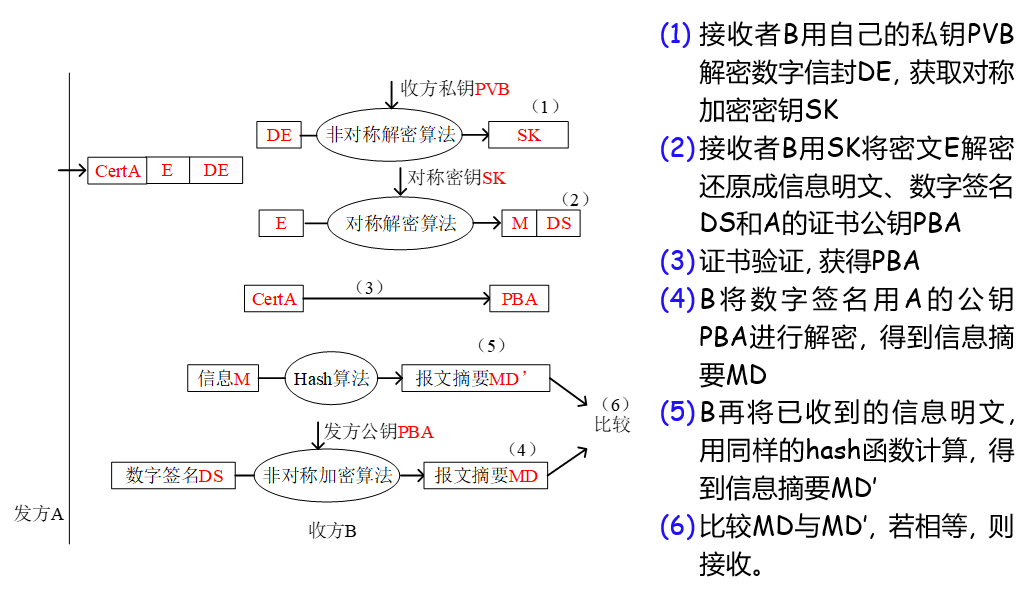 收方私钥PVB
(1)
DE
非对称解密算法
SK
CertA
E
DE
对称密钥SK
(2)
E
对称解密算法
M
DS
CertA
(3)
PBA
(5)
信息M
Hash算法
报文摘要MD’
(6)
比较
发方公钥PBA
(4)
数字签名DS
非对称加密算法
报文摘要MD
发方A
收方B
(1) 接收者B用自己的私钥PVB
解密数字信封DE, 获取对称
加密密钥SK
(2) 接收者B用SK将密文E解密
还原成信息明文、数字签名
DS和A的证书公钥PBA
(3) 证书验证, 获得PBA
(4) B将数字签名用A的公钥
PBA进行解密, 得到信息摘
要MD
(5) B再将已收到的信息明文,
用同样的hash函数计算, 得
到信息摘要MD’
(6) 比较MD与MD’, 若相等, 则
接收。